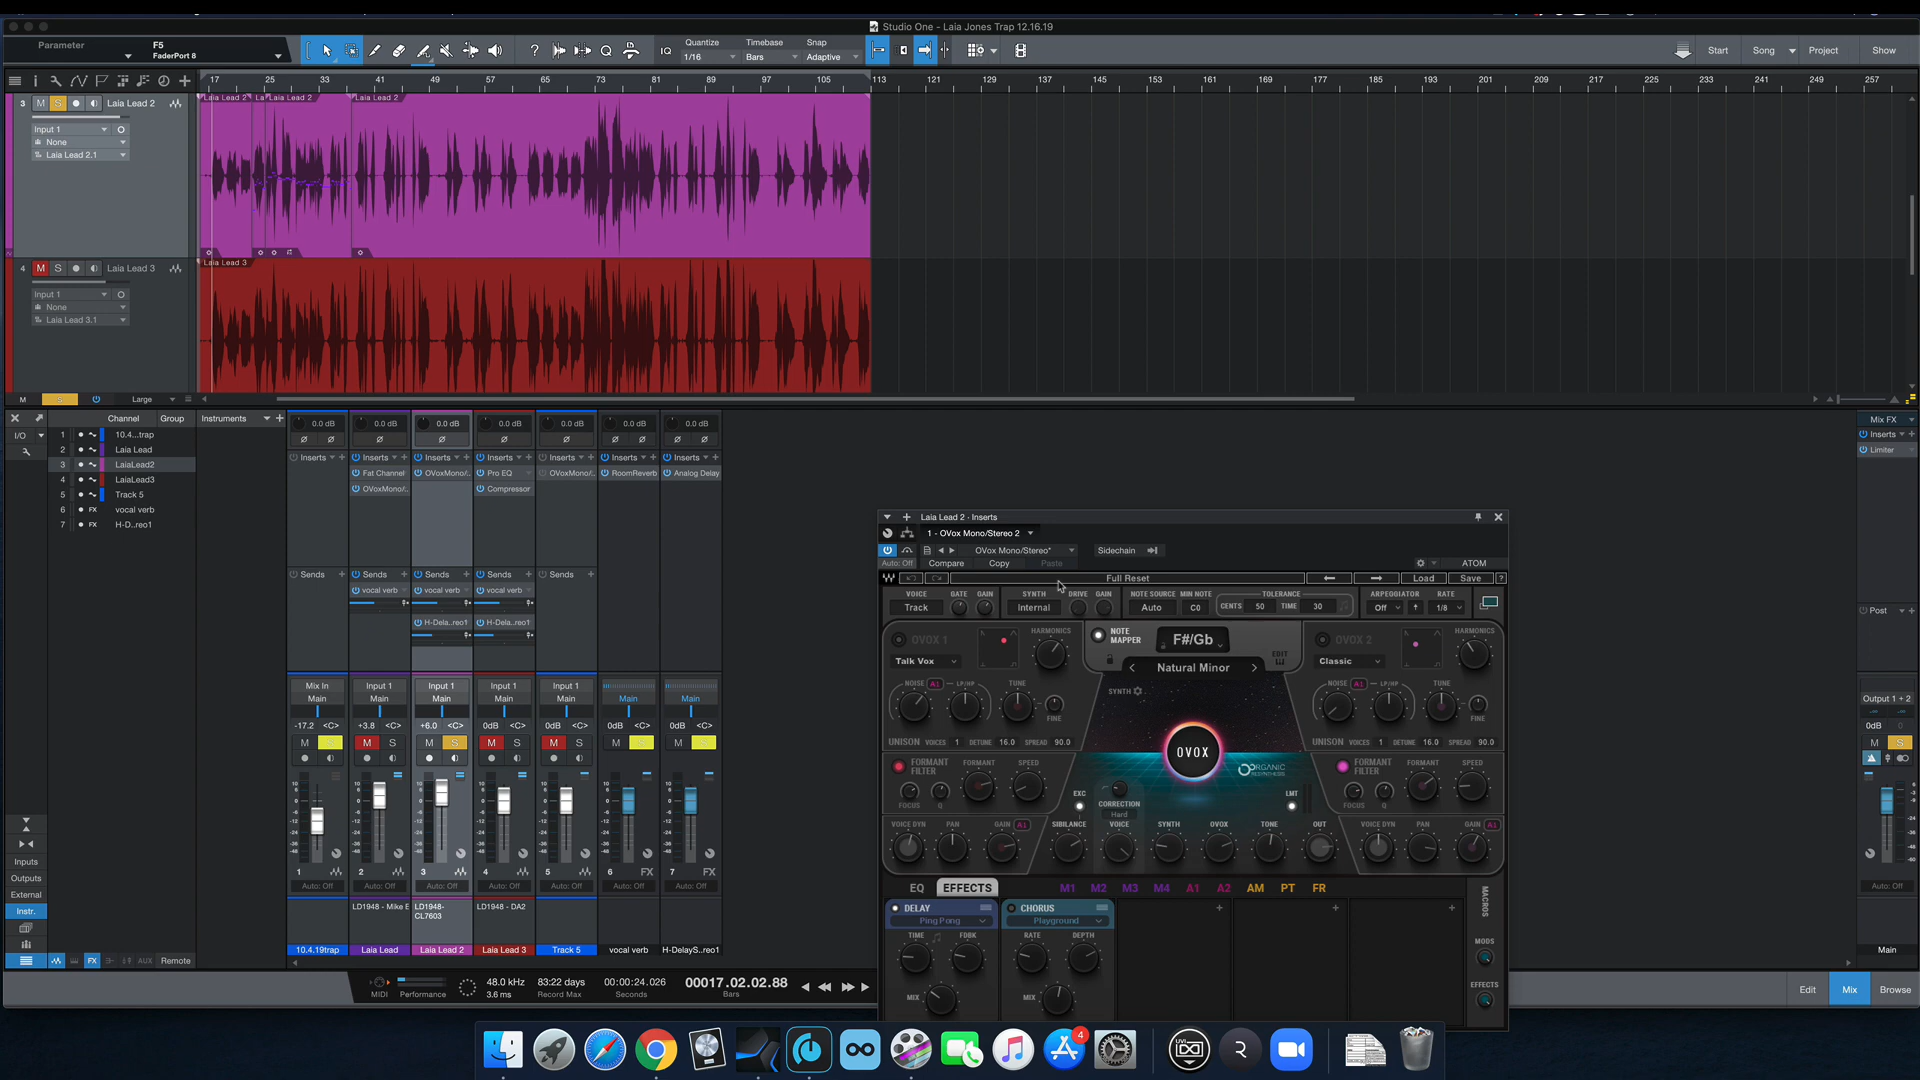 Studio One - Laia Jones Trap 12.16.19
Parameter
F5
FaderPort 8
IQ
Quantize
1/16
Timebase
Bars
Snap
Adaptive
Start
Song
Project
Show
17 25 33 41 49 57 65 73 81 89 97 105 113 121 129 137 145 153 161 169 177 185 193 201 209 217 225 233 241 249 257
3 M S Laia Lead 2
Input 1
None
Laia Lead 2.1
Laia Lead 2
La
Laia Lead 2
Laia Lead 2
4 M S Laia Lead 3
Input 1
None
Laia Lead 3.1
Laia Lead 3
M S Large
Channel Group Instruments
I/O
1 10.4...trap
2 Laia Lead
3 LaiaLead2
4 LaiaLead3
5 Track 5
6 FX vocal verb
7 FX H-D..reo1
Inputs
Outputs
External
Instr.
FX AUX Remote
0.0 dB 0.0 dB 0.0 dB 0.0 dB 0.0 dB 0.0 dB 0.0 dB
Inserts Inserts Inserts Inserts Inserts Inserts Inserts
Fat Channel OVoxMono/.. Pro EQ OVoxMono/.. RoomReverb Analog Delay
OVoxMono/.. Compressor
Sends Sends Sends Sends Sends
vocal verb vocal verb vocal verb
H-Dela..reo1 H-Dela..reo1
Mix In Input 1 Input 1 Input 1 Input 1
Main Main Main Main Main Main Main
-17.2 <C> +3.8 <C> +6.0 <C> 0dB <C> 0dB <C> 0dB <C> 0dB <C>
M S M S M S M S M S M S M S
1 2 3 4 5 6 FX 7 FX
Auto: Off Auto: Off Auto: Off Auto: Off Auto: Off Auto: Off Auto: Off
LD1948 - Mike E LD1948-
CL7603 LD1948 - DA2
10.4.19trap Laia Lead Laia Lead 2 Laia Lead 3 Track 5 vocal verb H-DelayS..reo1
MIDI
Performance
48.0 kHz
3.6 ms
83:22 days
Record Max
00:00:24.026
Seconds
00017.02.02.88
Bars
Laia Lead 2 - Inserts
1 - OVox Mono/Stereo 2
OVox Mono/Stereo*
Sidechain
Auto: Off Compare Copy Paste ATOM
Full Reset Load Save ?
VOICE GATE GAIN SYNTH DRIVE GAIN NOTE SOURCE MIN NOTE TOLERANCE ARPEGGIATOR RATE
Track Internal Auto C0 CENTS 50 TIME 30 Off 1/8
OVOX 1 HARMONICS NOTE MAPPER F#/Gb OVOX 2 HARMONICS
Talk Vox Natural Minor EDIT Classic
NOISE A1 LP/HP TUNE FINE SYNTH NOISE A1 LP/HP TUNE FINE
UNISON VOICES 1 DETUNE 16.0 SPREAD 90.0 OVOX UNISON VOICES 1 DETUNE 16.0 SPREAD 90.0
FORMANT FILTER FORMANT SPEED ORGANIC RESYNTHESIS FORMANT FILTER FORMANT SPEED
FOCUS Q EXC CORRECTION Hard LMT FOCUS Q
VOICE DYN PAN GAIN A1 SIBILANCE VOICE SYNTH OVOX TONE OUT VOICE DYN PAN GAIN A1
EQ EFFECTS M1 M2 M3 M4 A1 A2 AM PT FR
DELAY CHORUS
Ping Pong Playground
TIME FDBK RATE DEPTH
MIX MIX
MACROS
MODS
EFFECTS
Mix FX
Inserts
Limiter
Post
Output 1 + 2
0dB
M S
Auto: Off
Main
Edit Mix Browse
4
UVI
R